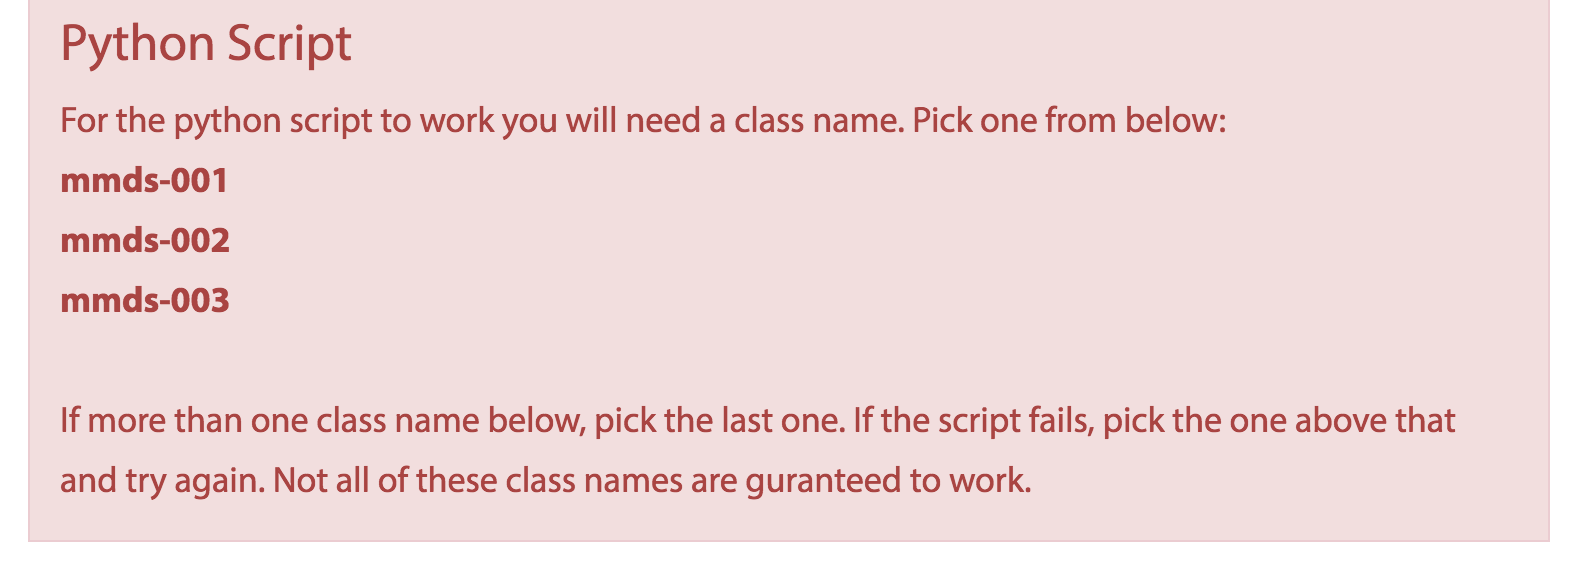 Python Script
For the python script to work you will need a class name. Pick one from below:
mmds-001
mmds-002
mmds-003
If more than one class name below, pick the last one. If the script fails, pick the one above that
and try again. Not all of these class names are guranteed to work.